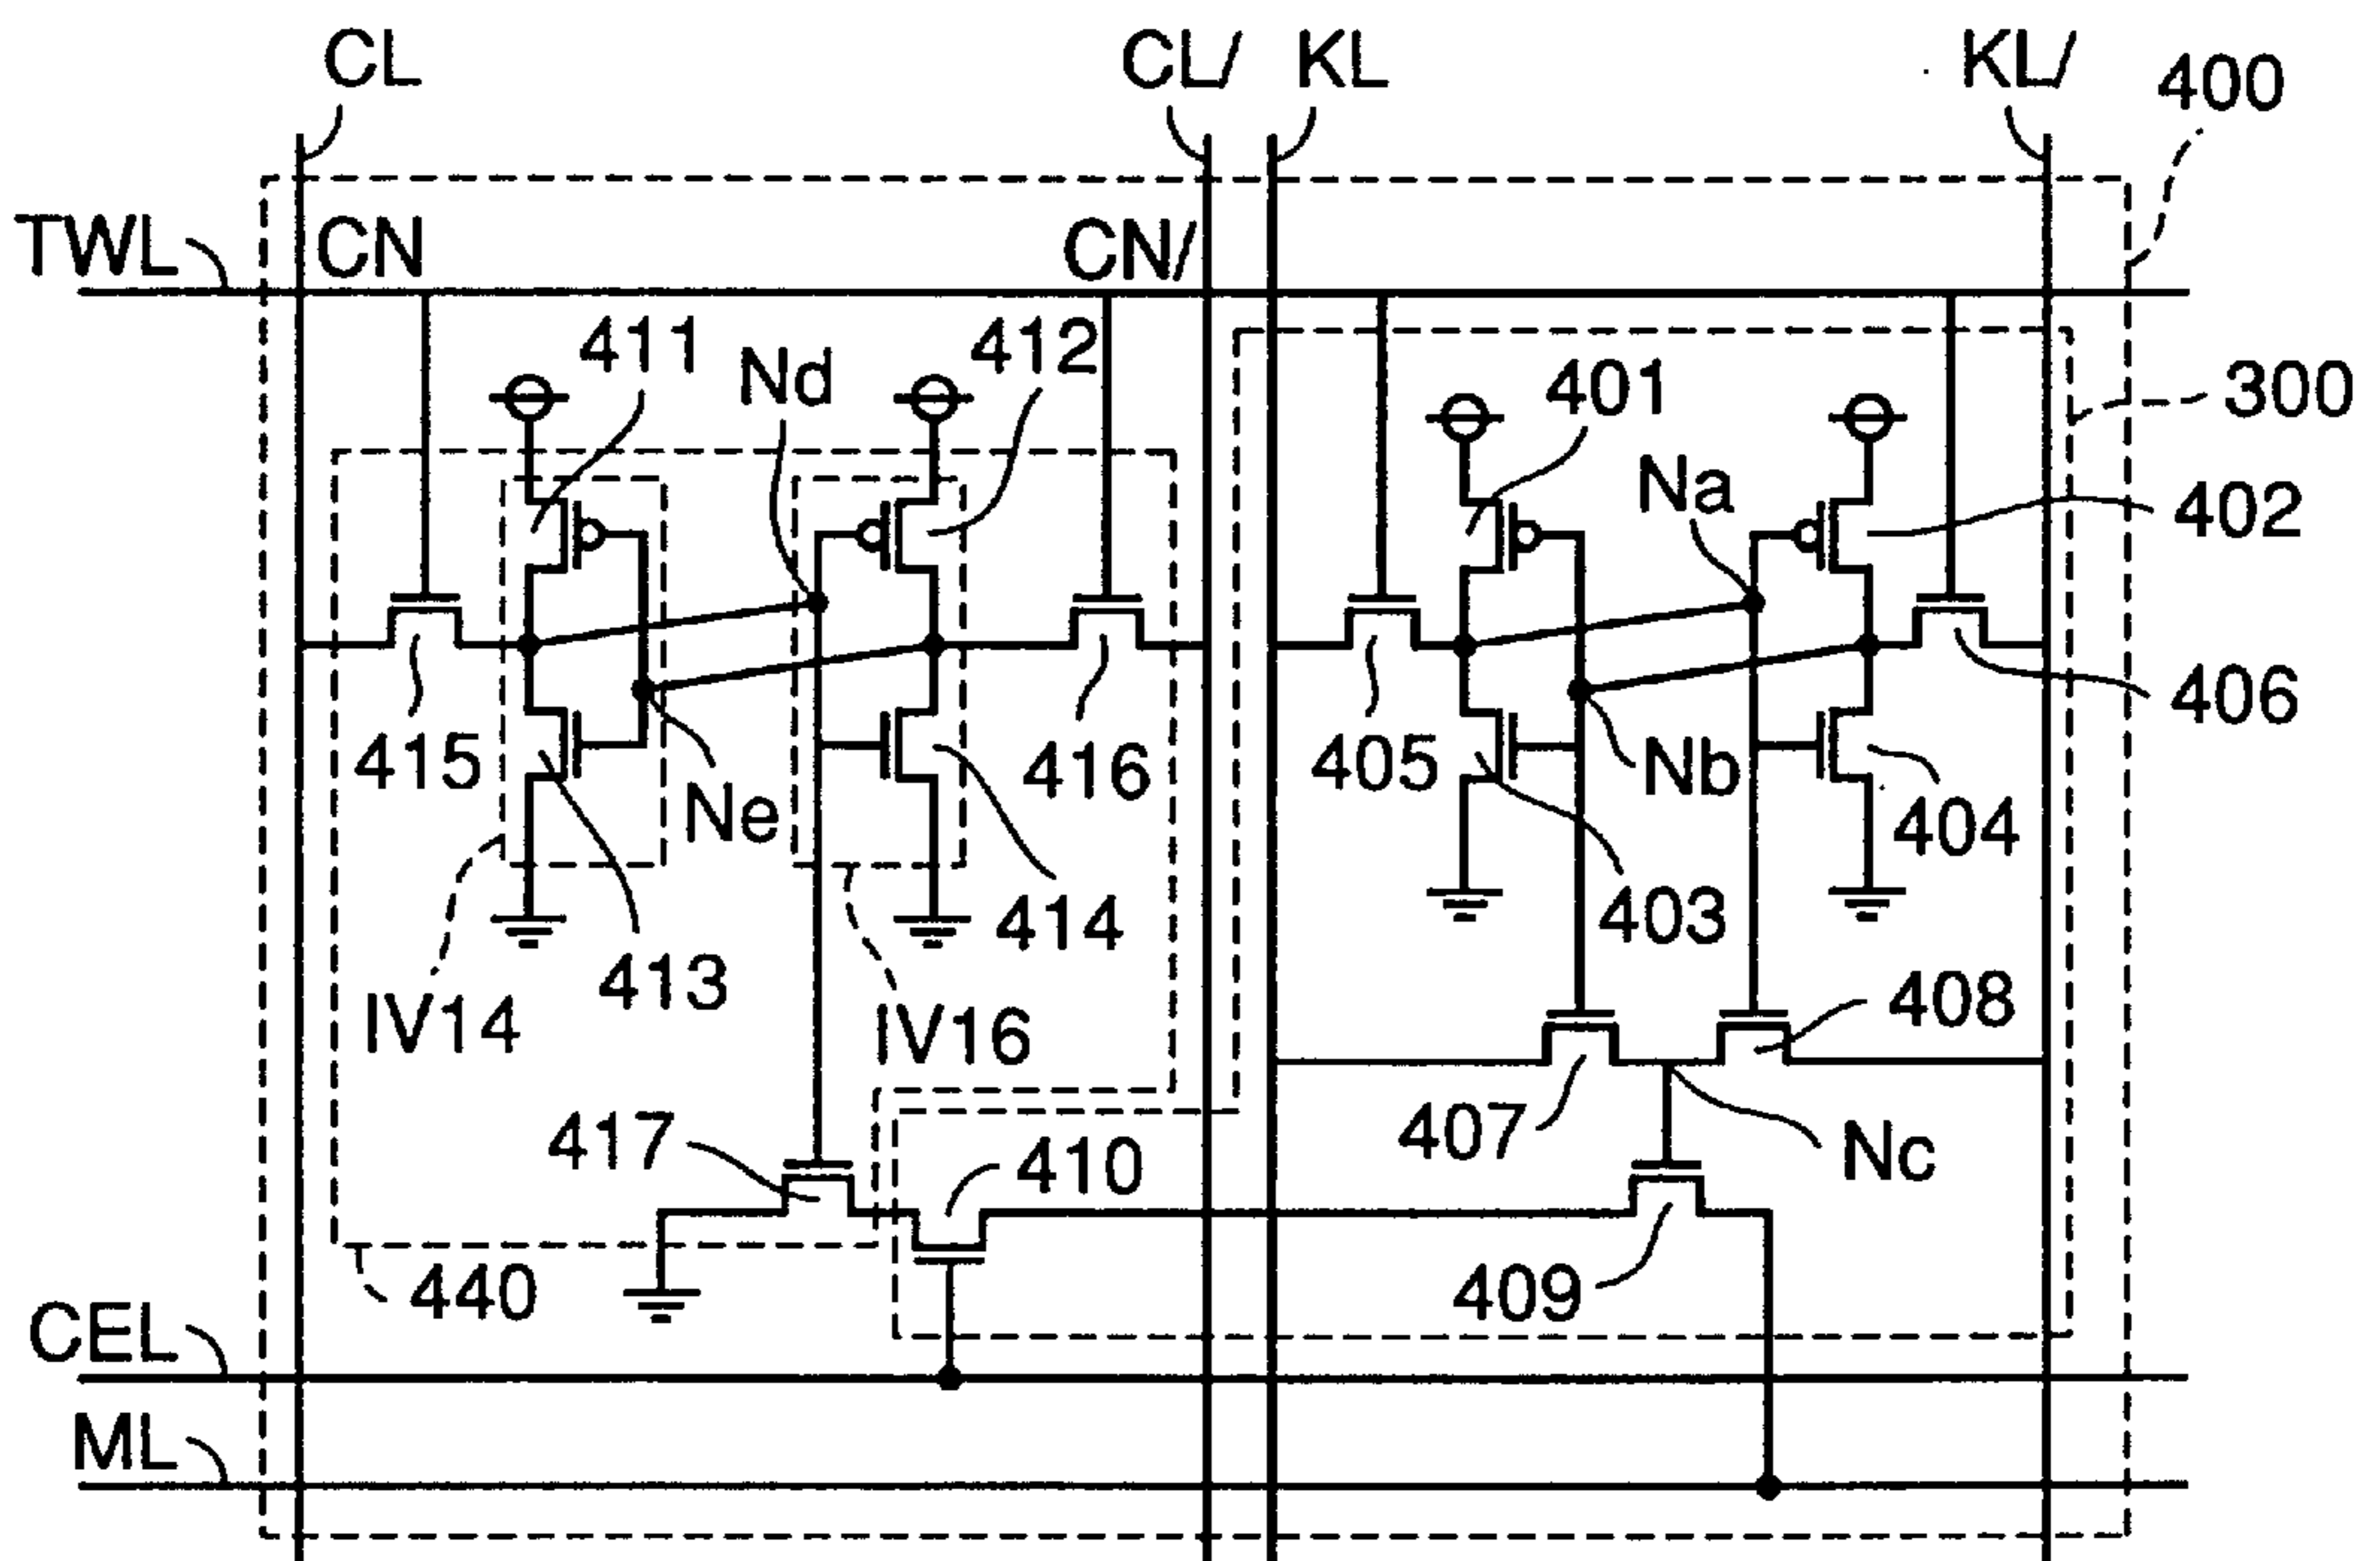 CL CL/ KL KL/ 400
TWL CN CN/
411 Nd 412 401 300
Na 402
415 Ne 416 405 Nb 406
404
413 414 403
IV14 IV16 408
417 410 407 Nc
440 409
CEL
ML